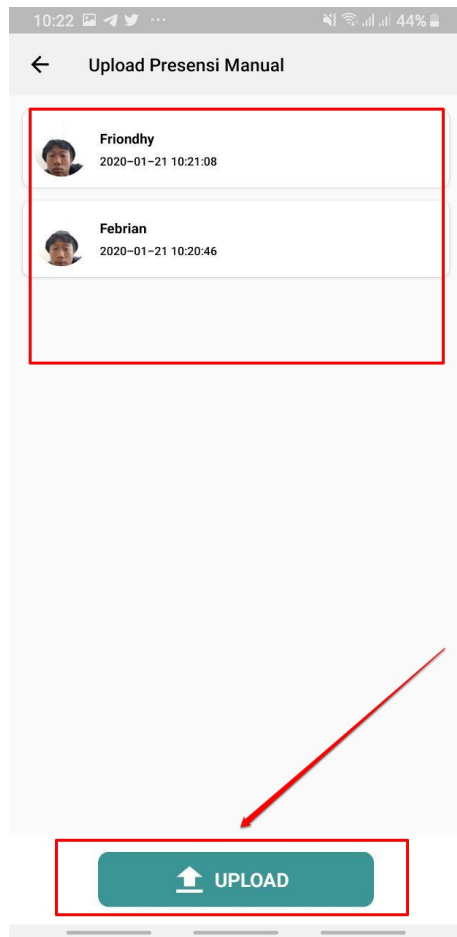 10:22 44%
Upload Presensi Manual
Friondhy
2020-01-21 10:21:08
Febrian
2020-01-21 10:20:46
UPLOAD